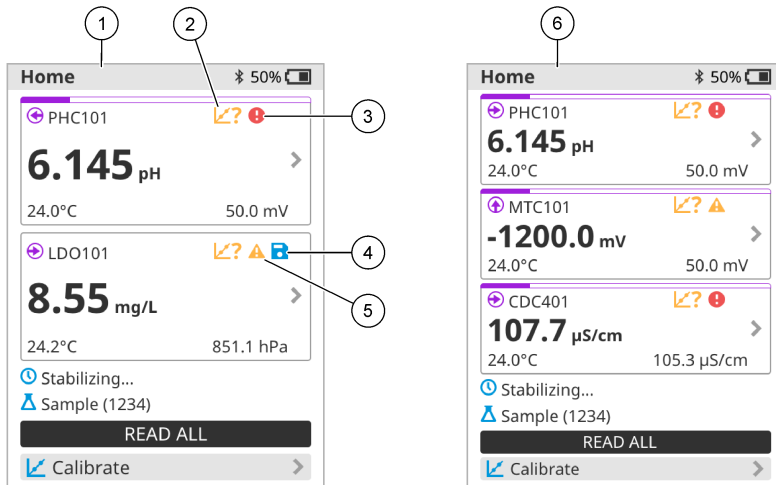 1
2
3
4
5
6
Home 50%
PHC101 ?
6.145 pH
24.0°C 50.0 mV
LDO101 ?
8.55 mg/L
24.2°C 851.1 hPa
Stabilizing...
Sample (1234)
READ ALL
Calibrate
Home 50%
PHC101 ?
6.145 pH
24.0°C 50.0 mV
MTC101 ?
-1200.0 mV
24.0°C 50.0 mV
CDC401 ?
107.7 µS/cm
24.0°C 105.3 µS/cm
Stabilizing...
Sample (1234)
READ ALL
Calibrate